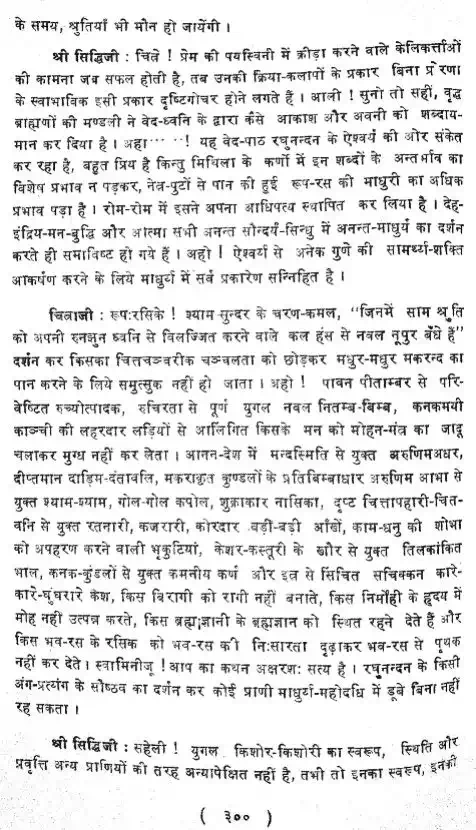 के समय, श्रुतियाँ भी मौन हो जायेंगी ।
श्री सिद्धिजी : चित्रे ! प्रेम की पयस्विनी में क्रीड़ा करने वाले केलिकर्त्ताओं
की कामना जब सफल होती है, तब उनकी क्रिया-कलापों के प्रकार बिना प्रेरणा
के स्वाभाविक इसी प्रकार दृष्टिगोचर होने लगते हैं । आली ! सुनो तो सहीं, वृद्ध
ब्राह्मणों की मण्डली ने वेद-ध्वनि के द्वारा कैसे आकाश और अवनी को शब्दाय-
मान कर दिया है । अहा.....! यह वेद-पाठ रघुनन्दन के ऐश्वर्य की ओर संकेत
कर रहा है, बहुत प्रिय है किन्तु मिथिला के कर्णों में इन शब्दों के अन्तर्भाव का
विशेष प्रभाव न पड़कर, नेत्र-पुटों से पान की हुई रूप-रस की माधुरी का अधिक
प्रभाव पड़ा है । रोम-रोम में इसने अपना आधिपत्य स्थापित कर लिया है । देह-
इंद्रिय-मन-बुद्धि और आत्मा सभी अनन्त सौन्दर्य-सिन्धु में अनन्त-माधुर्य का दर्शन
करते ही समाविष्ट हो गये हैं । अहो ! ऐश्वर्य से अनेक गुणे की सामर्थ्य-शक्ति
आकर्षण करने के लिये माधुर्य में सर्व प्रकारेण सन्निहित है ।
चित्राजी : रूपरसिके ! श्याम-सुन्दर के चरण-कमल, "जिनमें साम श्रुति
को अपनी रुनझुन ध्वनि से विलज्जित करने वाले कल हंस से नवल नूपुर बँधे हैं"
दर्शन कर किसका चित्तचञ्चरीक चञ्चलता को छोड़कर मधुर-मधुर मकरन्द का
पान करने के लिये समुत्सुक नहीं हो जाता । अहो ! पावन पीताम्बर से परि-
वेष्टित रुच्योत्पादक, रुचिरता से पूर्ण युगल नवल नितम्ब-बिम्ब, कनकमयी
काञ्ची की लहरदार लड़ियों से आलिंगित किसके मन को मोहन-मंत्र का जादू
चलाकर मुग्ध नहीं कर लेता । आनन-देश में मन्दस्मिति से युक्त अरुणिमअधर,
दीप्तमान दाड़िम-दंतावलि, मकराकृत कुण्डलों के प्रतिबिम्बाधार अरुणिम आभा से
युक्त श्याम-श्याम, गोल-गोल कपोल, शुक्राकार नासिका, दृप्ट चित्तापहारी-चित-
वनि से युक्त रतनारी, कजरारी, कोरदार बड़ी-बड़ी आँखें, काम-धनु की शोभा
को अपहरण करने वाली भृकुटियां, केशर-कस्तूरी के खौर से युक्त तिलकांकित
भाल, कनक-कुंडलों से युक्त कमनीय कर्ण और इत्र से सिंचित सचिक्कन कारे-
कारे-घुंघरारे केश, किस विरागी को रागी नहीं बनाते, किस निर्मोही के हृदय में
मोह नहीं उत्पन्न करते, किस ब्रह्मज्ञानी के ब्रह्मज्ञान को स्थित रहने देते हैं और
किस भव-रस के रसिक को भव-रस की निःसारता दृढ़ाकर भव-रस से पृथक
नहीं कर देते । स्वामिनीजू ! आप का कथन अक्षरशः सत्य है । रघुनन्दन के किसी
अंग-प्रत्यंग के सौष्ठव का दर्शन कर कोई प्राणी माधुर्य्य-महोदधि में डूबे बिना नहीं
रह सकता ।
श्री सिद्धिजी : सहेली ! युगल किशोर-किशोरी का स्वरूप, स्थिति और
प्रवृत्ति अन्य प्राणियों की तरह अन्यापेक्षित नहीं है, तभी तो इनका स्वरूप, इनकी
( ३०० )